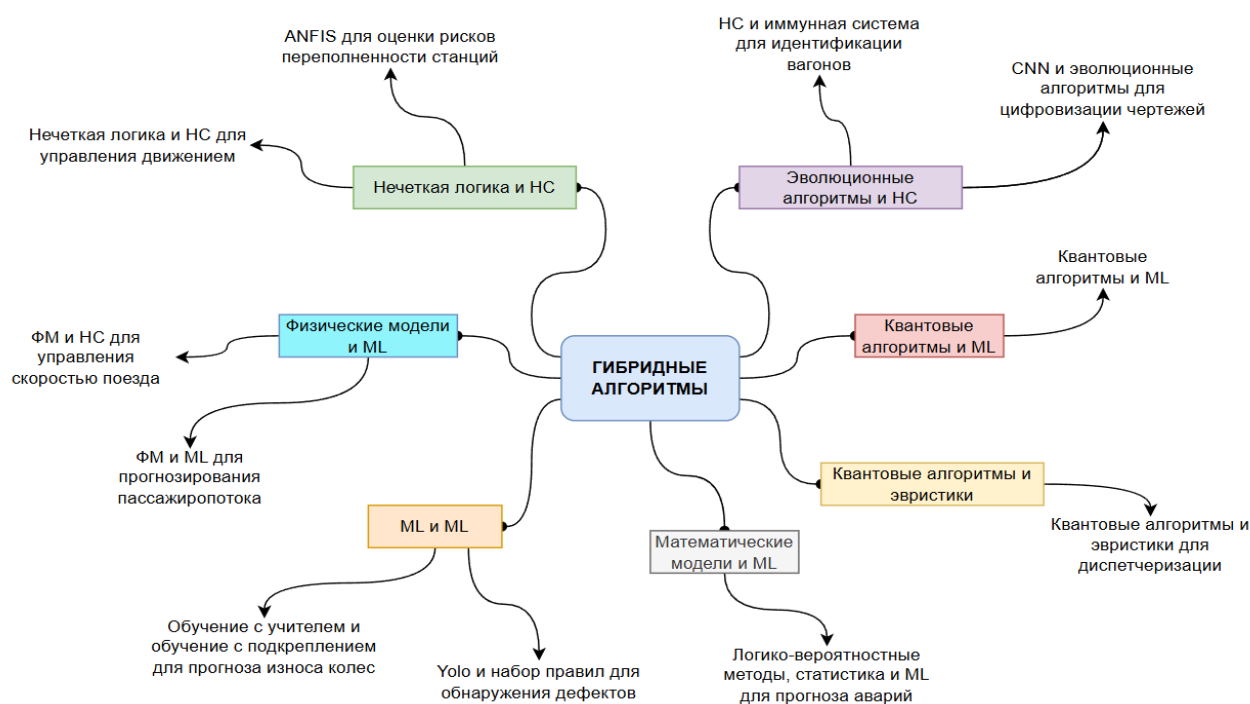 ANFIS для оценки рисков
переполненности станций
НС и иммунная система
для идентификации
вагонов
CNN и эволюционные
алгоритмы для
цифровизации чертежей
Нечеткая логика и НС для
управления движением
Нечеткая логика и НС
Эволюционные
алгоритмы и НС
Квантовые
алгоритмы и ML
Физические модели
и ML
Квантовые
алгоритмы и ML
ФМ и НС для
управления
скоростью поезда
ГИБРИДНЫЕ
АЛГОРИТМЫ
ФМ и ML для
прогнозирования
пассажиропотока
Квантовые алгоритмы и
эвристики
ML и ML
Математические
модели и ML
Квантовые алгоритмы и
эвристики для
диспетчеризации
Обучение с учителем и
обучение с подкреплением
для прогноза износа колес
Yolo и набор правил для
обнаружения дефектов
Логико-вероятностные
методы, статистика и ML
для прогноза аварий